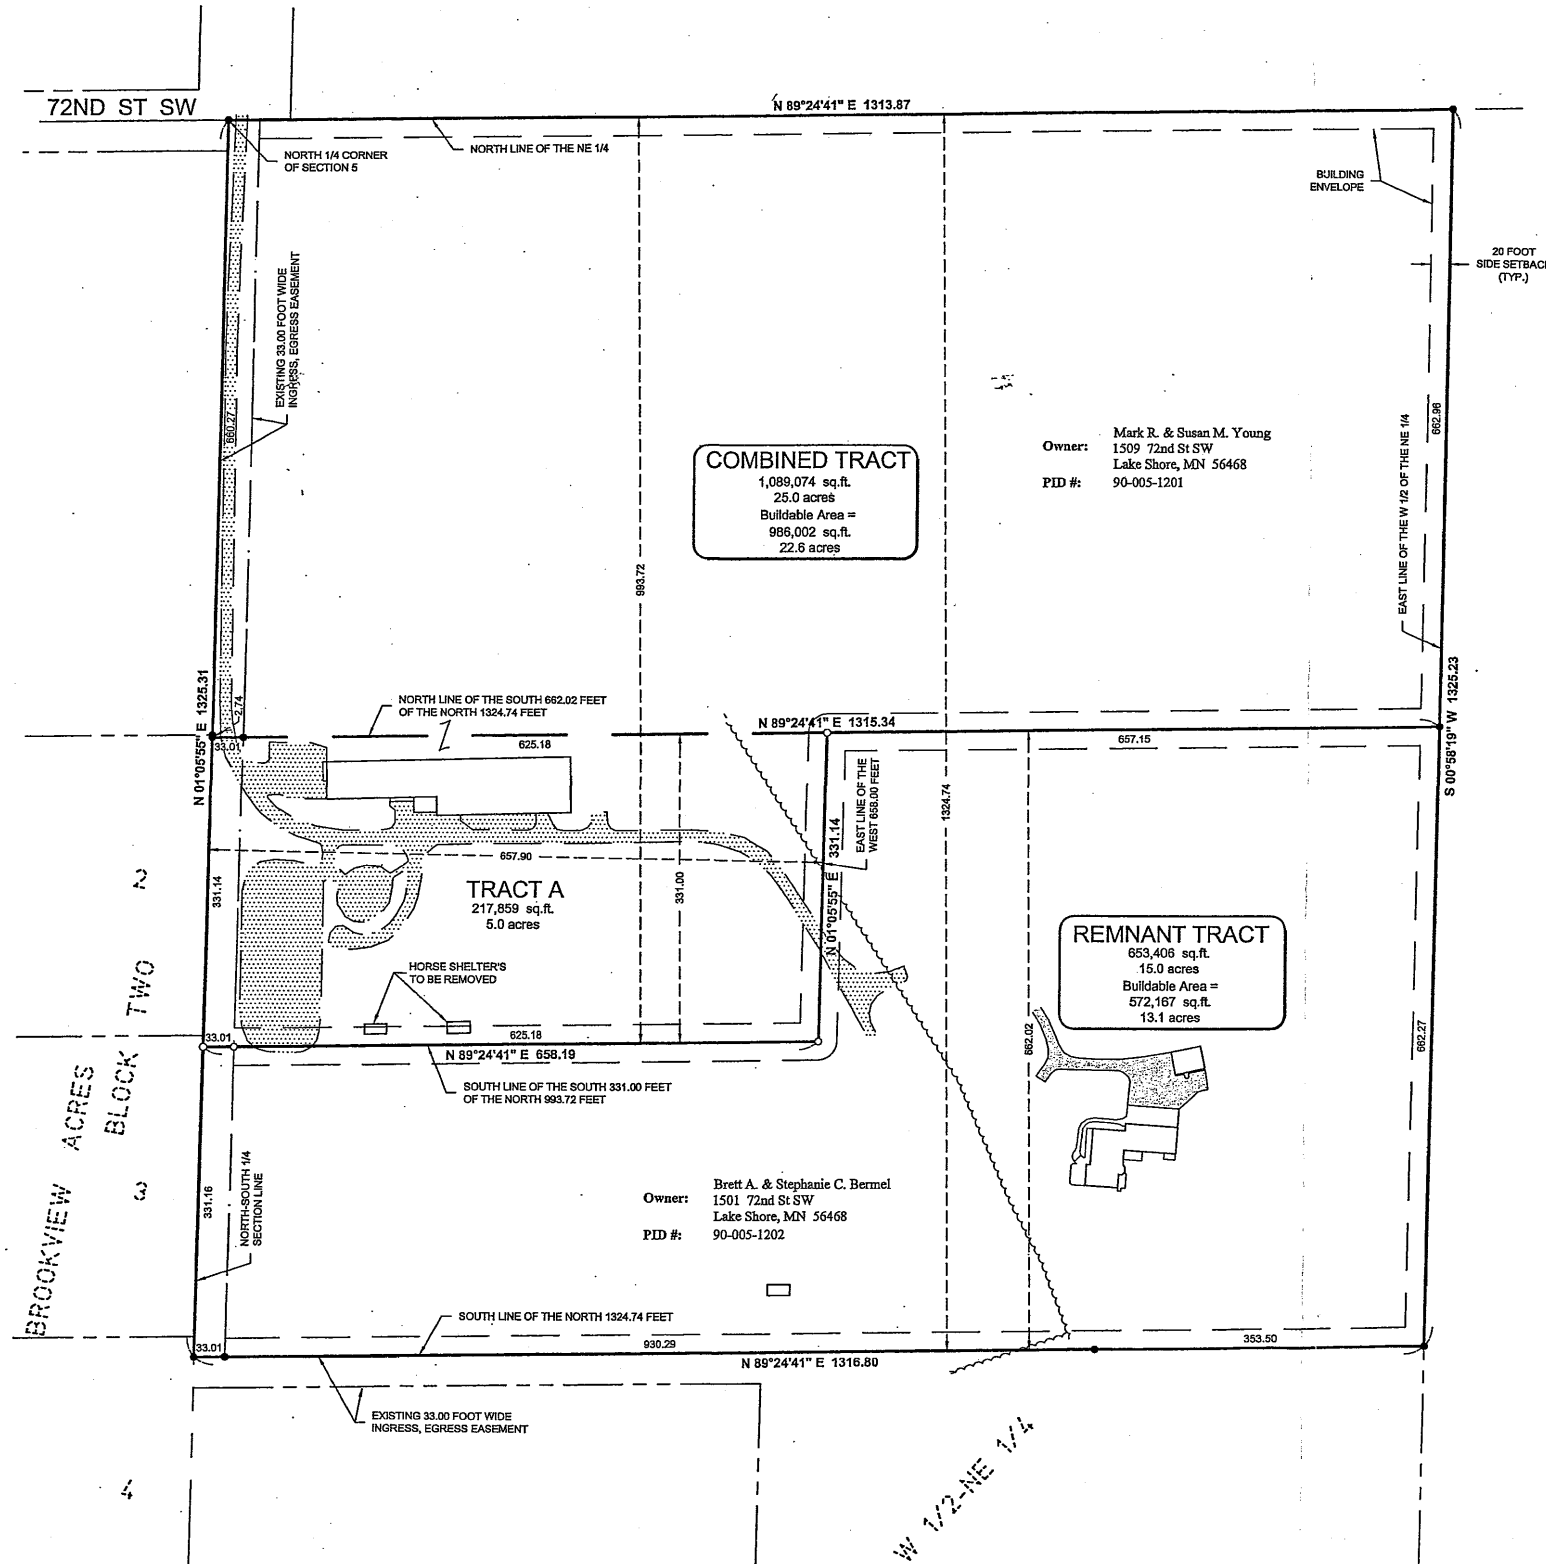 72ND ST SW
N 89°24'41" E 1313.87
NORTH 1/4 CORNER
OF SECTION 5
NORTH LINE OF THE NE 1/4
BUILDING
ENVELOPE
20 FOOT
SIDE SETBACK
(TYP.)
EXISTING 33.00 FOOT WIDE
INGRESS, EGRESS EASEMENT
660.27
662.96
EAST LINE OF THE W 1/2 OF THE NE 1/4
COMBINED TRACT
1,089,074 sq.ft.
25.0 acres
Buildable Area =
986,002 sq.ft.
22.6 acres
Owner:
Mark R. & Susan M. Young
1509 72nd St SW
Lake Shore, MN 56468
PID #:
90-005-1201
993.72
N 01°05'55" E 1325.31
2.74
NORTH LINE OF THE SOUTH 662.02 FEET
OF THE NORTH 1324.74 FEET
N 89°24'41" E 1315.34
S 00°58'19" W 1325.23
33.01
625.18
657.15
EAST LINE OF THE
WEST 658.00 FEET
1324.74
N 01°05'55" E 331.14
657.90
331.14
331.00
TRACT A
217,859 sq.ft.
5.0 acres
HORSE SHELTER'S
TO BE REMOVED
REMNANT TRACT
653,406 sq.ft.
15.0 acres
Buildable Area =
572,167 sq.ft.
13.1 acres
33.01
625.18
N 89°24'41" E 658.19
662.02
662.27
SOUTH LINE OF THE SOUTH 331.00 FEET
OF THE NORTH 993.72 FEET
BROOKVIEW ACRES
BLOCK TWO
2
3
331.16
NORTH-SOUTH 1/4
SECTION LINE
Owner:
Brett A. & Stephanie C. Bermel
1501 72nd St SW
Lake Shore, MN 56468
PID #:
90-005-1202
SOUTH LINE OF THE NORTH 1324.74 FEET
33.01
930.29
353.50
N 89°24'41" E 1316.80
EXISTING 33.00 FOOT WIDE
INGRESS, EGRESS EASEMENT
4
W 1/2-NE 1/4